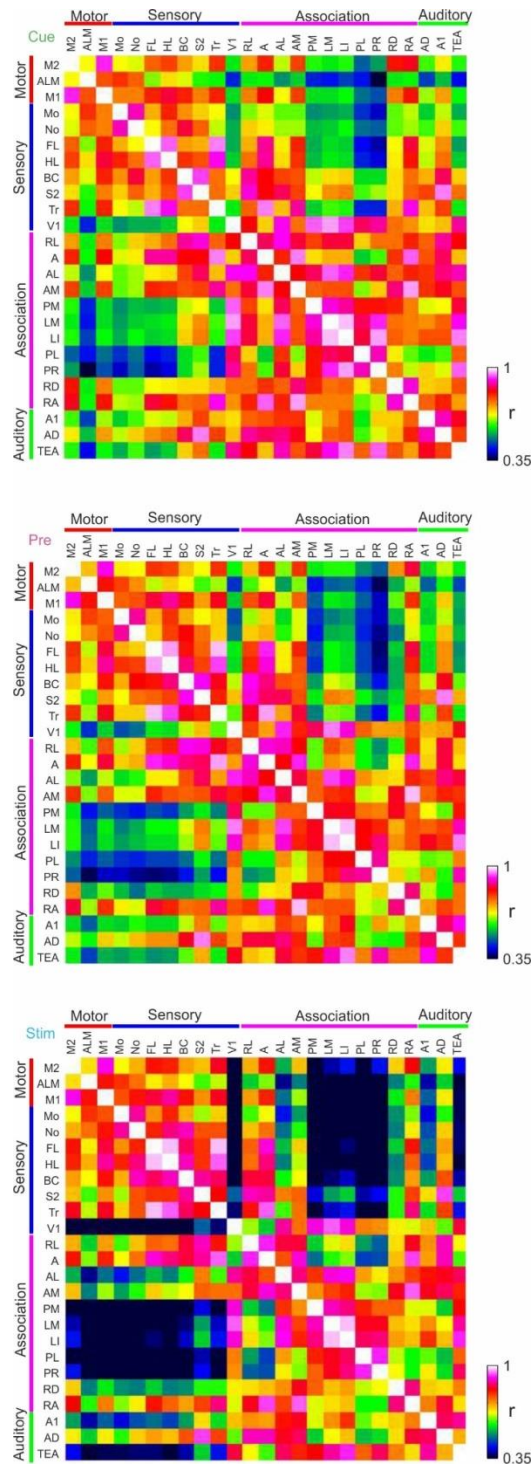 Motor Sensory Association Auditory
Cue
M2 ALM M1 Mo No FL HL BC S2 Tr V1 RL A AL AM PM LM LI PL PR RD RA AD A1 TEA
Motor
M2
ALM
M1
Sensory
Mo
No
FL
HL
BC
S2
Tr
V1
Association
RL
A
AL
AM
PM
LM
LI
PL
PR
RD
RA
Auditory
A1
AD
TEA
1
r
0.35
Motor Sensory Association Auditory
Pre
M2 ALM M1 Mo No FL HL BC S2 Tr V1 RL A AL AM PM LM LI PL PR RD RA A1 AD TEA
Motor
M2
ALM
M1
Sensory
Mo
No
FL
HL
BC
S2
Tr
V1
Association
RL
A
AL
AM
PM
LM
LI
PL
PR
RD
RA
Auditory
A1
AD
TEA
1
r
0.35
Motor Sensory Association Auditory
Stim
M2 ALM M1 Mo No FL HL BC S2 Tr V1 RL A AL AM PM LM LI PL PR RD RA A1 AD TEA
Motor
M2
ALM
M1
Sensory
Mo
No
FL
HL
BC
S2
Tr
V1
Association
RL
A
AL
AM
PM
LM
LI
PL
PR
RD
RA
Auditory
A1
AD
TEA
1
r
0.35